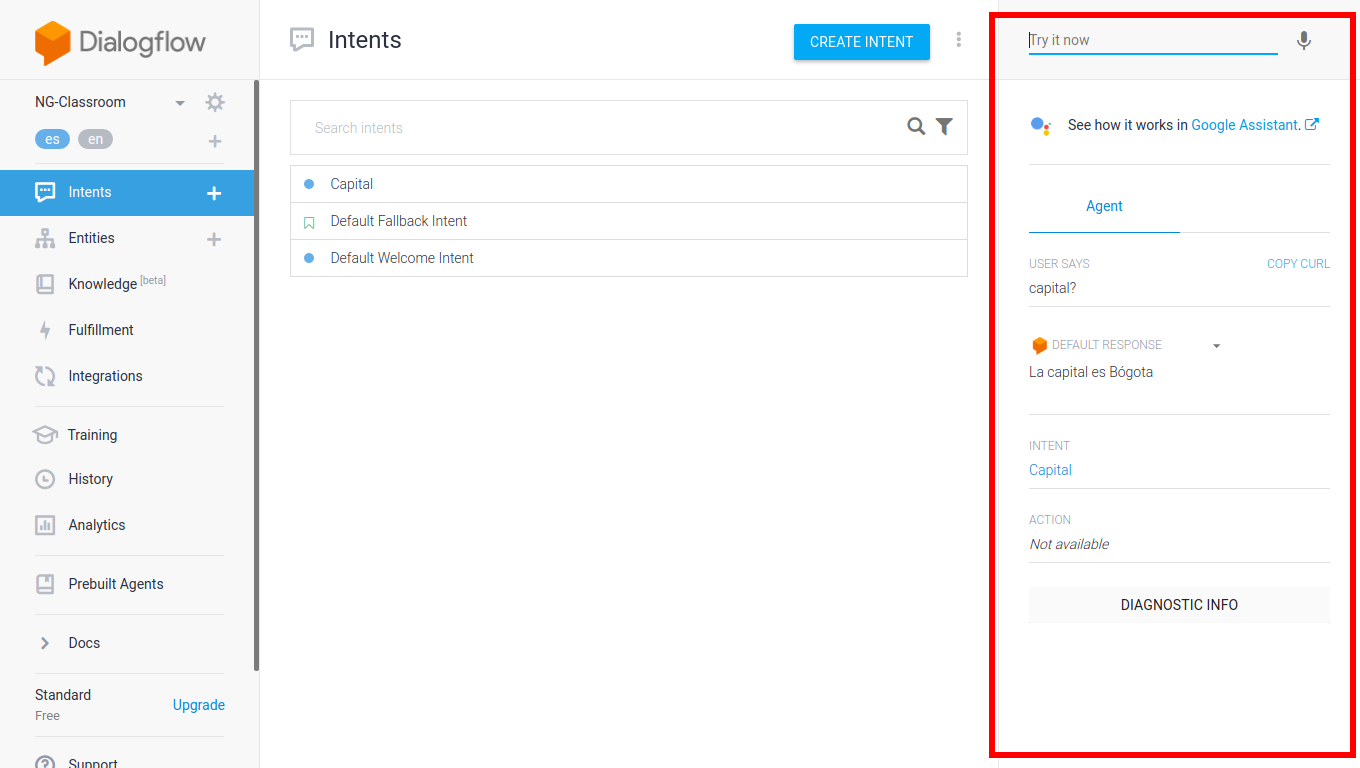 Dialogflow
NG-Classroom
es en
Intents
Entities
Knowledge [beta]
Fulfillment
Integrations
Training
History
Analytics
Prebuilt Agents
Docs
Standard
Free
Upgrade
Support
Intents
CREATE INTENT
Search intents
Capital
Default Fallback Intent
Default Welcome Intent
Try it now
See how it works in Google Assistant.
Agent
USER SAYS COPY CURL
capital?
DEFAULT RESPONSE
La capital es Bógota
INTENT
Capital
ACTION
Not available
DIAGNOSTIC INFO